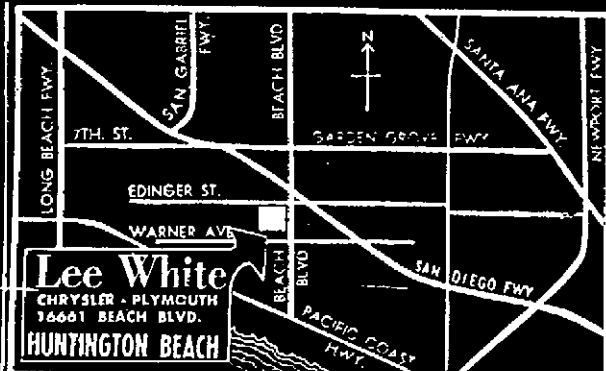 LONG BEACH FWY.
SAN GABRIEL
FWY.
BEACH BLVD
N
SANTA ANA FWY.
NEWPORT FWY.
7TH. ST.
GARDEN GROVE FWY
EDINGER ST.
WARNER AVE
BEACH
BLVD
SAN DIEGO FWY
PACIFIC COAST
HWY.
Lee White
CHRYSLER - PLYMOUTH
16661 BEACH BLVD.
HUNTINGTON BEACH